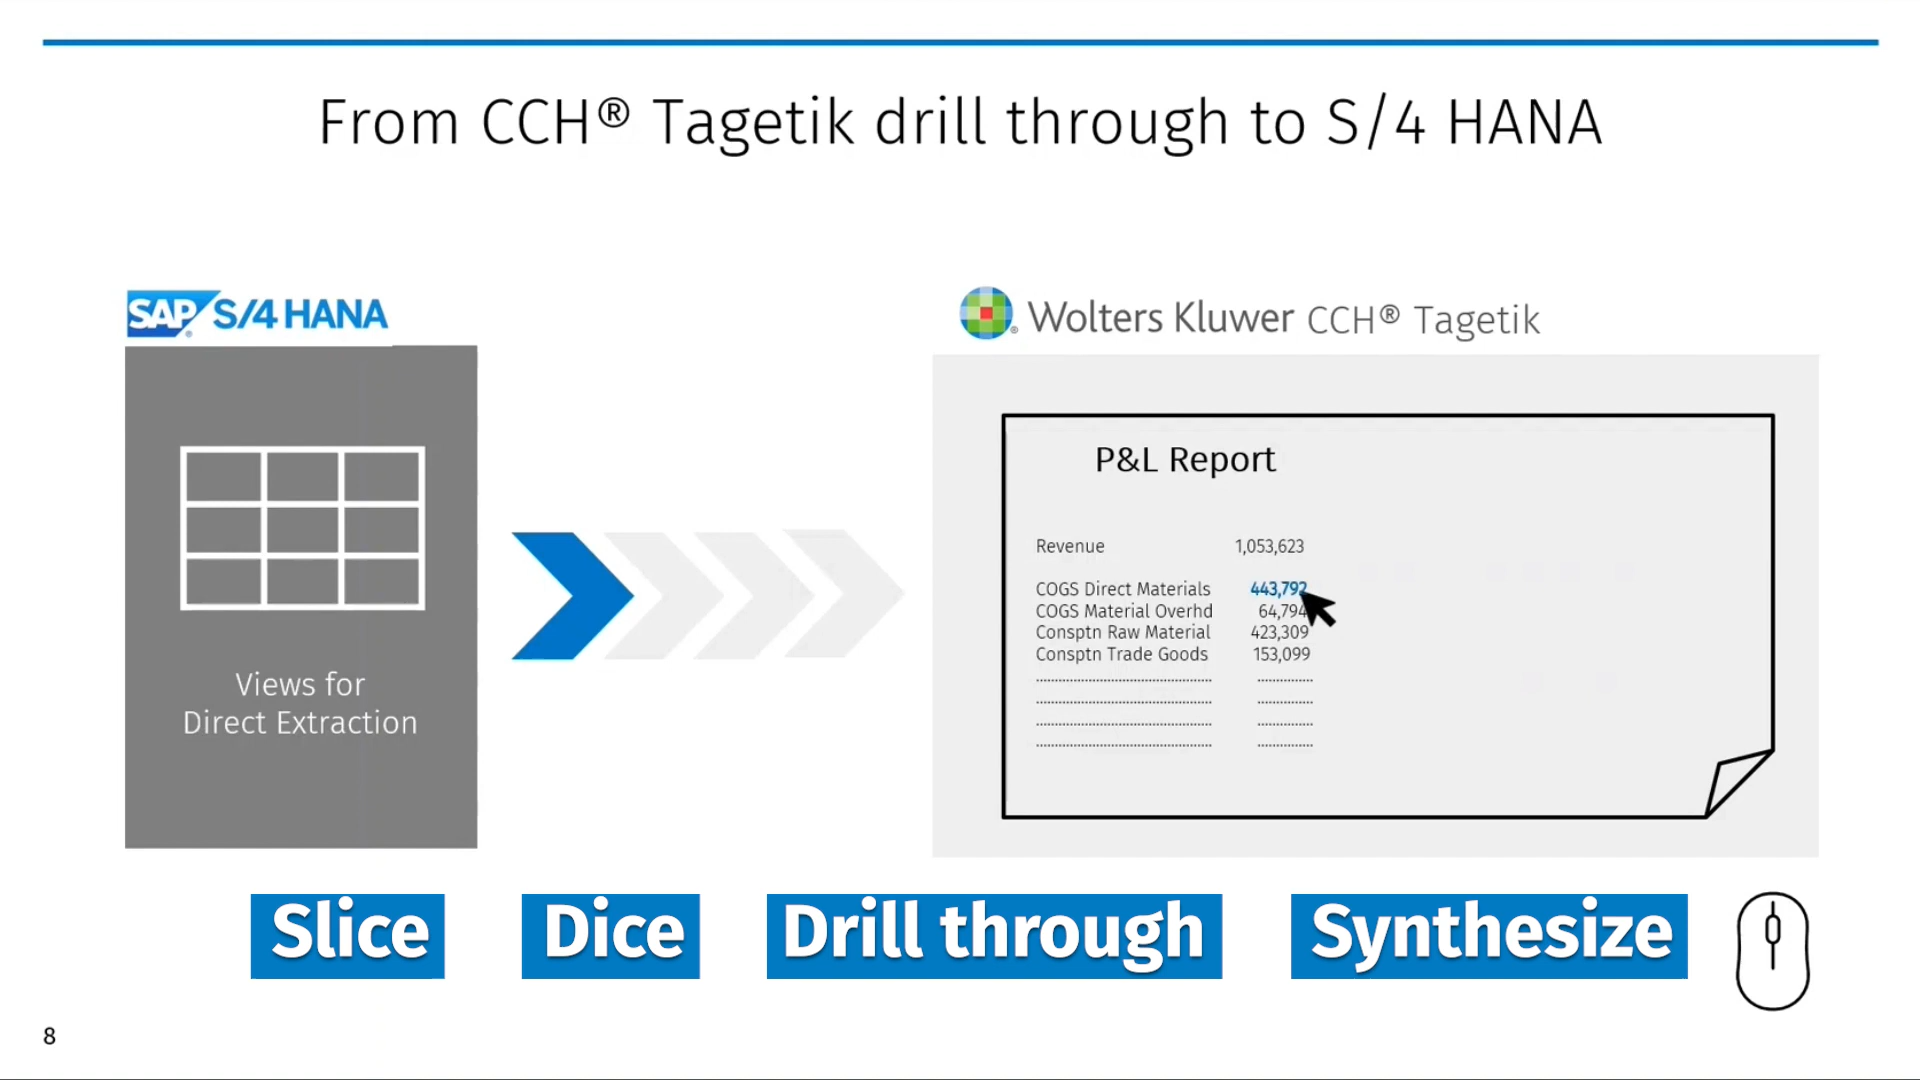 From CCH® Tagetik drill through to S/4 HANA
SAP® S/4 HANA
Views for
Direct Extraction
Wolters Kluwer® CCH® Tagetik
P&L Report
Revenue 1,053,623
COGS Direct Materials 443,792
COGS Material Overhd 64,794
Consptn Raw Material 423,309
Consptn Trade Goods 153,099
Slice Dice Drill through Synthesize
8